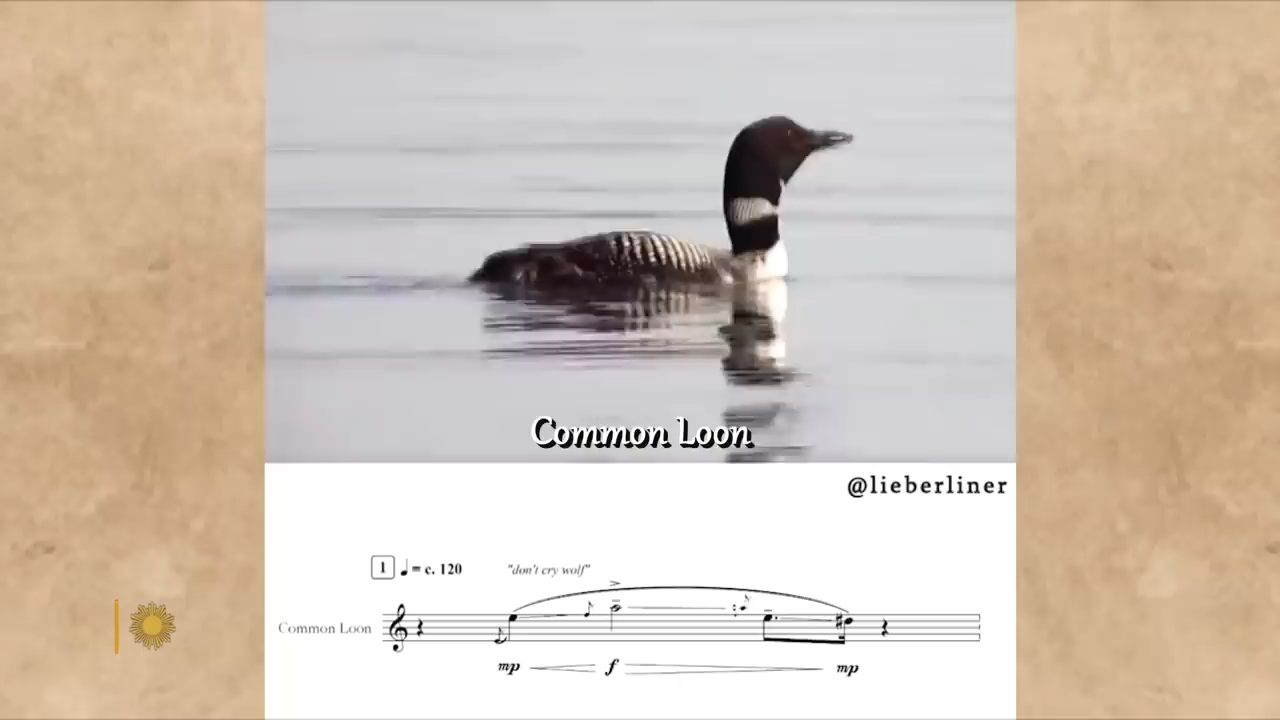 Common Loon
@lieberliner
1 ♩ = c. 120 "don't cry wolf"
Common Loon
mp f mp